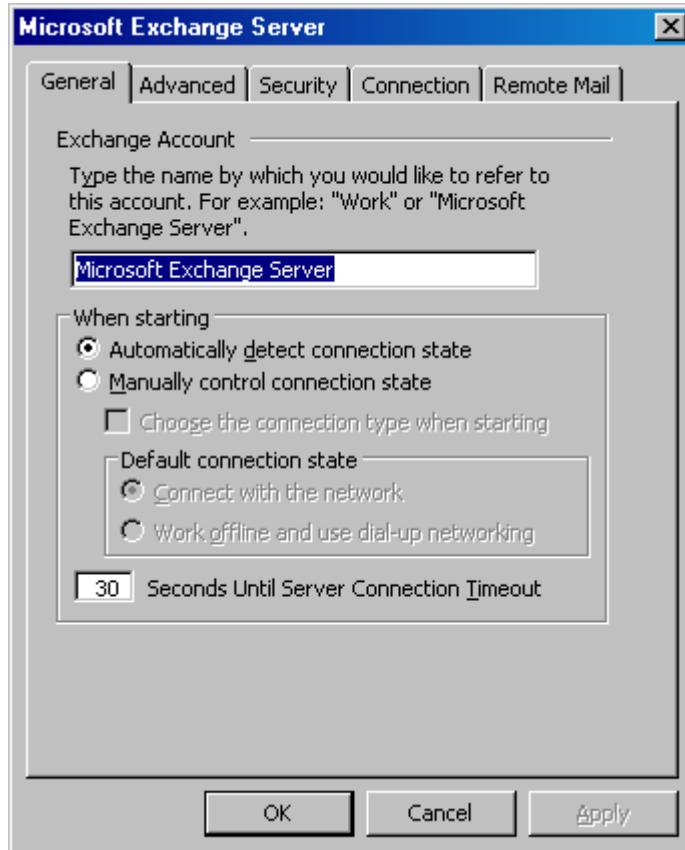 Microsoft Exchange Server
General Advanced Security Connection Remote Mail
Exchange Account
Type the name by which you would like to refer to
this account. For example: "Work" or "Microsoft
Exchange Server".
Microsoft Exchange Server
When starting
Automatically detect connection state
Manually control connection state
Choose the connection type when starting
Default connection state
Connect with the network
Work offline and use dial-up networking
30 Seconds Until Server Connection Timeout
OK Cancel Apply